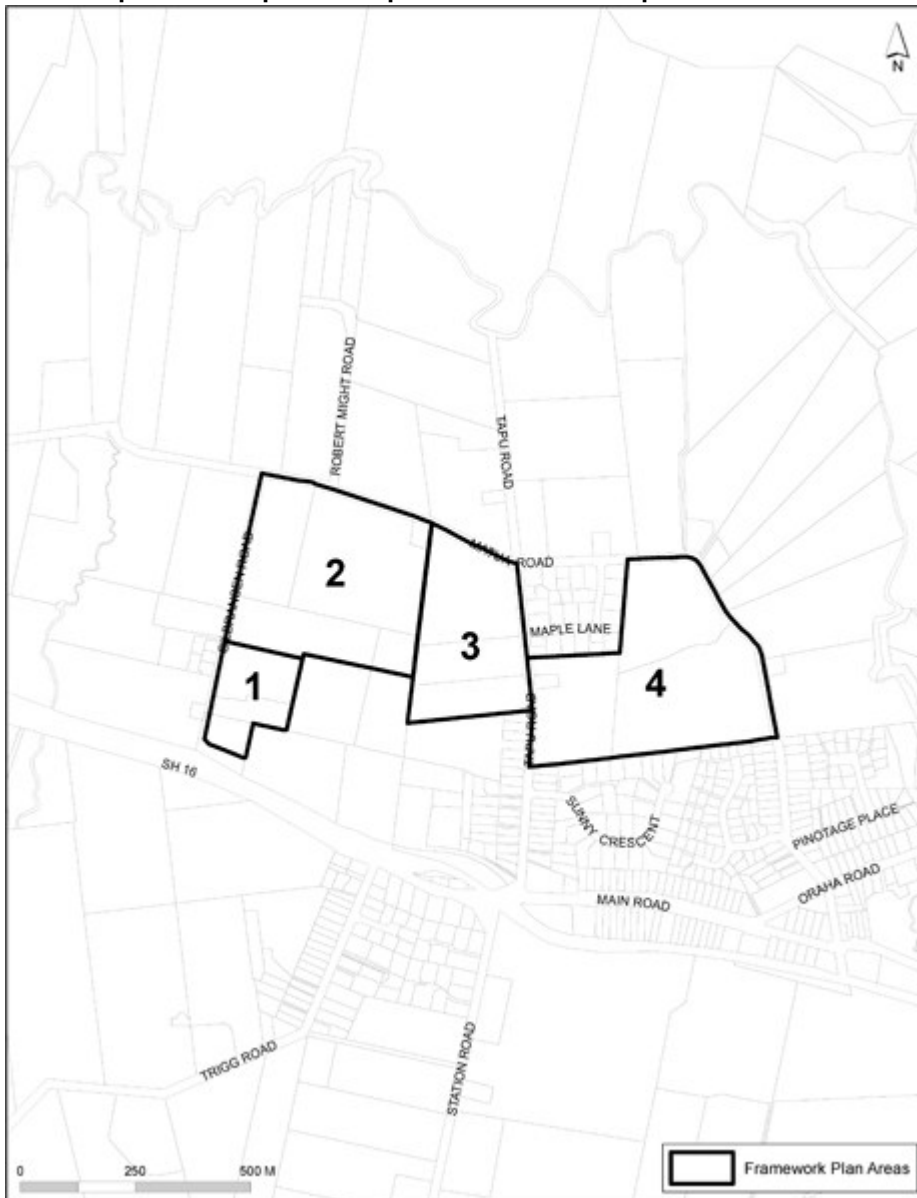 N
ROBERT MIGHT ROAD
TAPU ROAD
MATUA ROAD
2
MAPLE LANE
3
1
4
SH 16
SUNNY CRESCENT
PINOTAGE PLACE
ORAHA ROAD
MAIN ROAD
TRIGG ROAD
STATION ROAD
0 250 500 M
Framework Plan Areas